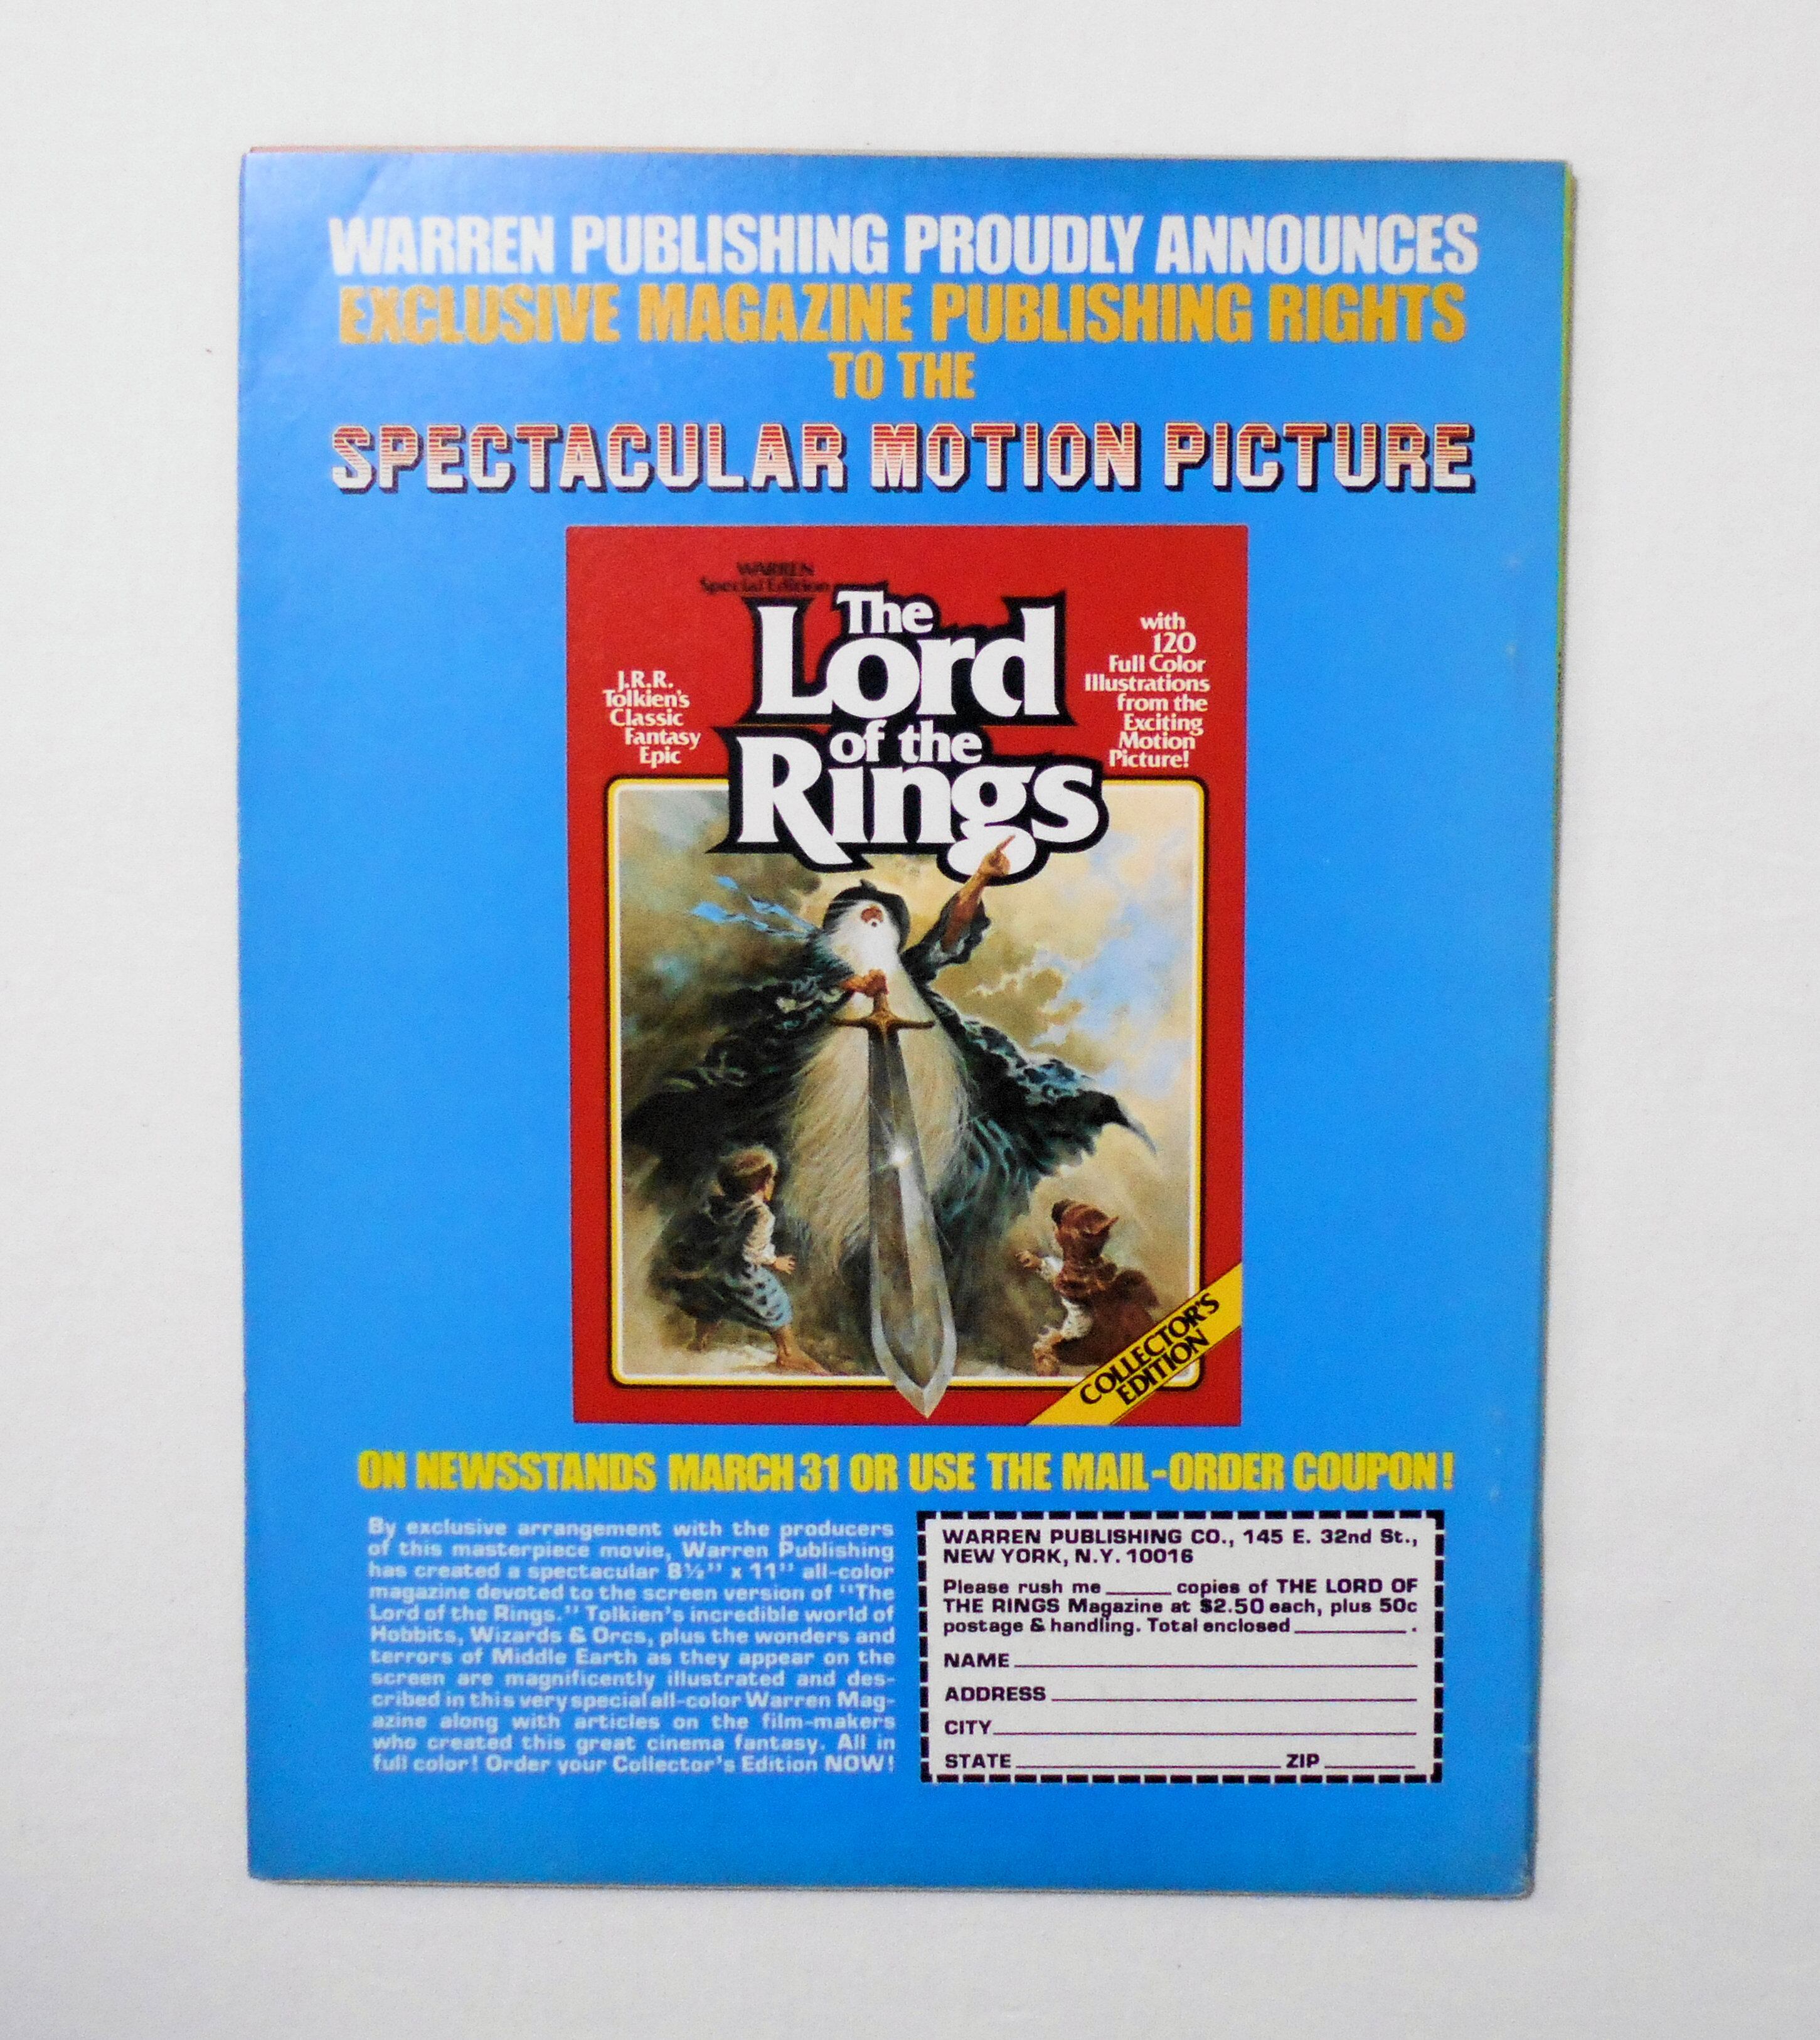 WARREN PUBLISHING PROUDLY ANNOUNCES
EXCLUSIVE MAGAZINE PUBLISHING RIGHTS
TO THE
SPECTACULAR MOTION PICTURE
WARREN
Special Edition
The
Lord
of the
Rings
J.R.R.
Tolkien's
Classic
Fantasy
Epic
with
120
Full Color
Illustrations
from the
Exciting
Motion
Picture!
COLLECTOR'S
EDITION
ON NEWSSTANDS MARCH 31 OR USE THE MAIL-ORDER COUPON!
By exclusive arrangement with the producers
of this masterpiece movie, Warren Publishing
has created a spectacular 8½" x 11" all-color
magazine devoted to the screen version of "The
Lord of the Rings." Tolkien's incredible world of
Hobbits, Wizards & Orcs, plus the wonders and
terrors of Middle Earth as they appear on the
screen are magnificently illustrated and des-
cribed in this very special all-color Warren Mag-
azine along with articles on the film-makers
who created this great cinema fantasy. All in
full color! Order your Collector's Edition NOW!
WARREN PUBLISHING CO., 145 E. 32nd St.,
NEW YORK, N.Y. 10016
Please rush me ______ copies of THE LORD OF
THE RINGS Magazine at $2.50 each, plus 50c
postage & handling. Total enclosed __________ .
NAME
ADDRESS
CITY
STATE ZIP